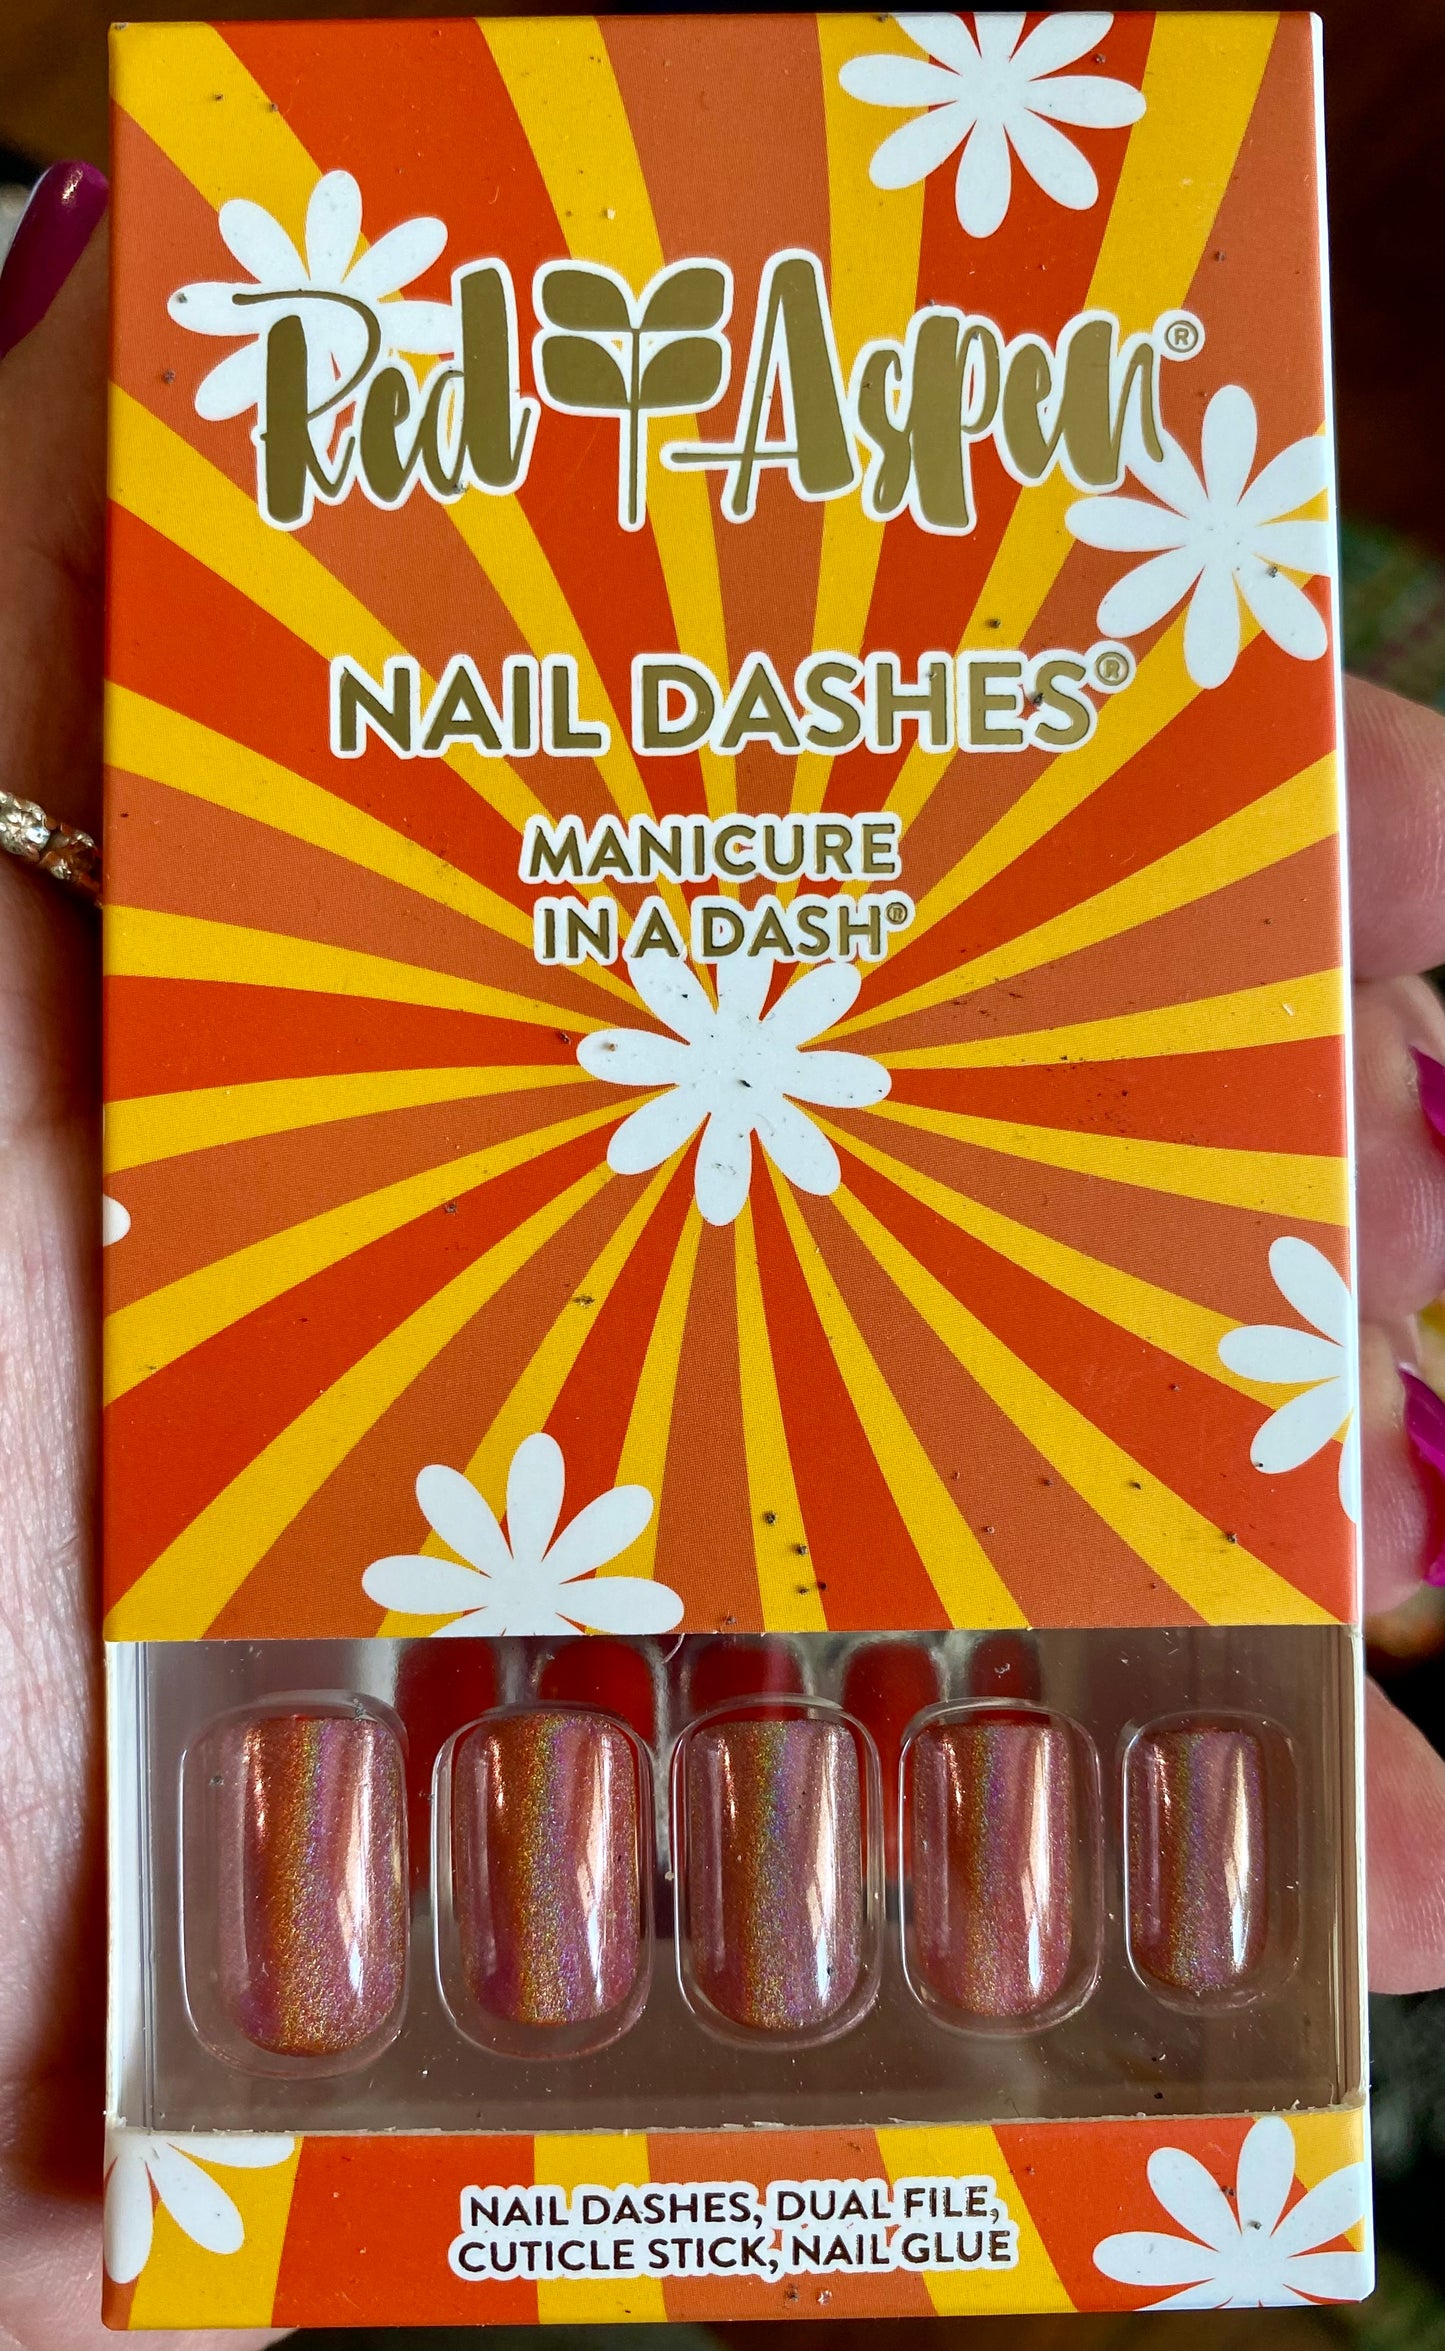 Red Aspen®
NAIL DASHES®
MANICURE
IN A DASH®
NAIL DASHES, DUAL FILE,
CUTICLE STICK, NAIL GLUE